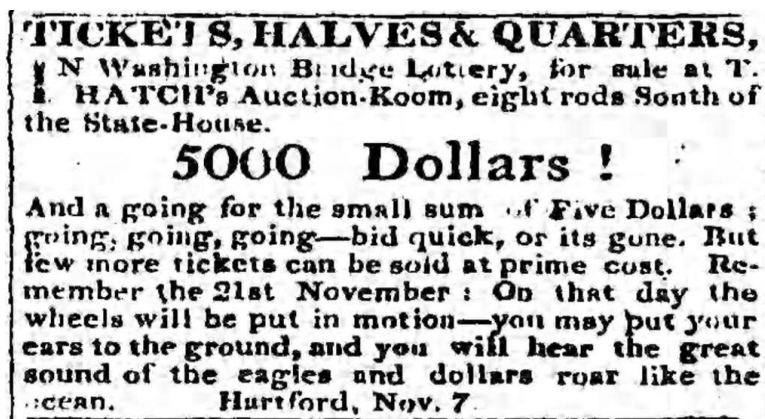 TICKETS, HALVES & QUARTERS,
IN Washington Bridge Lottery, for sale at T.
HATCH's Auction-Room, eight rods South of
the State-House.
5000 Dollars !
And a going for the small sum of Five Dollars ;
going, going, going—bid quick, or its gone. But
few more tickets can be sold at prime cost. Re-
member the 21st November : On that day the
wheels will be put in motion—you may put your
ears to the ground, and you will hear the great
sound of the eagles and dollars roar like the
ocean. Hartford, Nov. 7